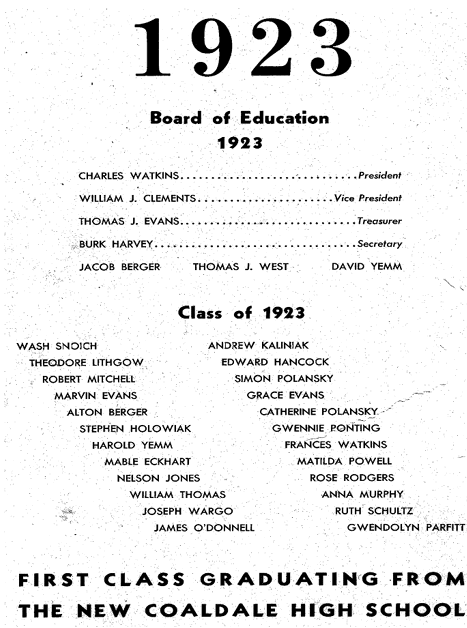 1923
Board of Education
1923
CHARLES WATKINS..............................President
WILLIAM J. CLEMENTS.......................Vice President
THOMAS J. EVANS..............................Treasurer
BURK HARVEY..................................Secretary
JACOB BERGER THOMAS J. WEST DAVID YEMM
Class of 1923
WASH SNDICH ANDREW KALINIAK
THEODORE LITHGOW EDWARD HANCOCK
ROBERT MITCHELL SIMON POLANSKY
MARVIN EVANS GRACE EVANS
ALTON BERGER CATHERINE POLANSKY
STEPHEN HOLOWIAK GWENNIE PONTING
HAROLD YEMM FRANCES WATKINS
MABLE ECKHART MATILDA POWELL
NELSON JONES ROSE RODGERS
WILLIAM THOMAS ANNA MURPHY
JOSEPH WARGO RUTH SCHULTZ
JAMES O'DONNELL GWENDOLYN PARFITT
FIRST CLASS GRADUATING FROM
THE NEW COALDALE HIGH SCHOOL